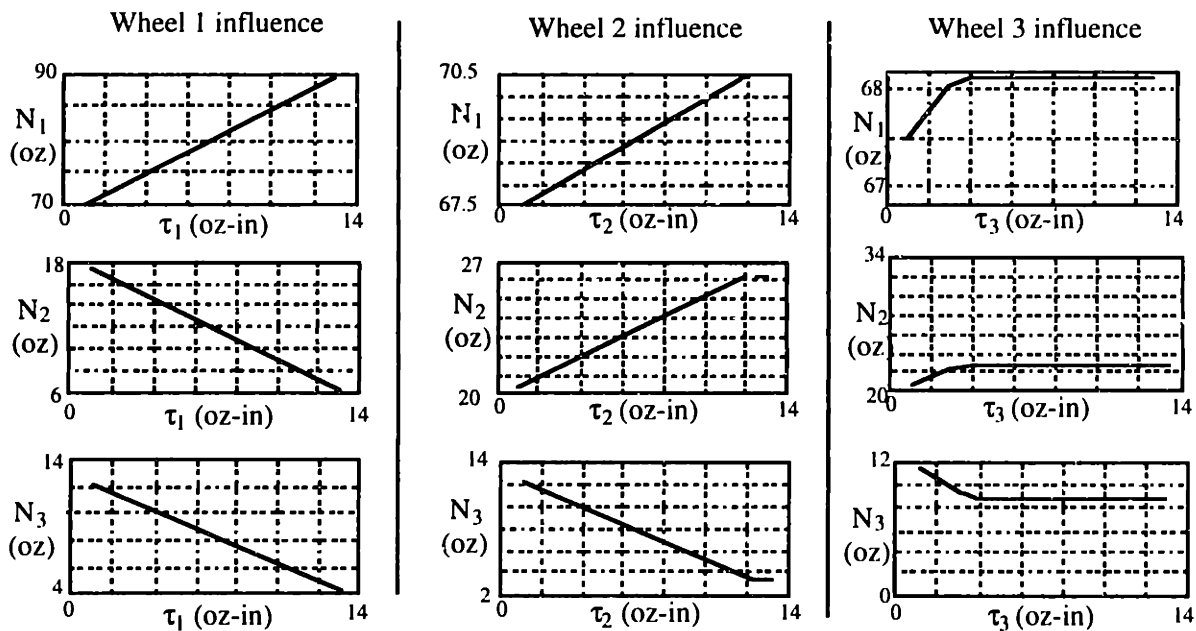 Wheel 1 influence
Wheel 2 influence
Wheel 3 influence
90
N1
(oz)
70
0
τ1 (oz-in)
14
70.5
N1
(oz)
67.5
0
τ2 (oz-in)
14
68
N1
(oz)
67
0
τ3 (oz-in)
14
18
N2
(oz)
6
0
τ1 (oz-in)
14
27
N2
(oz)
20
0
τ2 (oz-in)
14
34
N2
(oz)
20
0
τ3 (oz-in)
14
14
N3
(oz)
4
0
τ1 (oz-in)
14
14
N3
(oz)
2
0
τ2 (oz-in)
14
12
N3
(oz)
0
0
τ3 (oz-in)
14